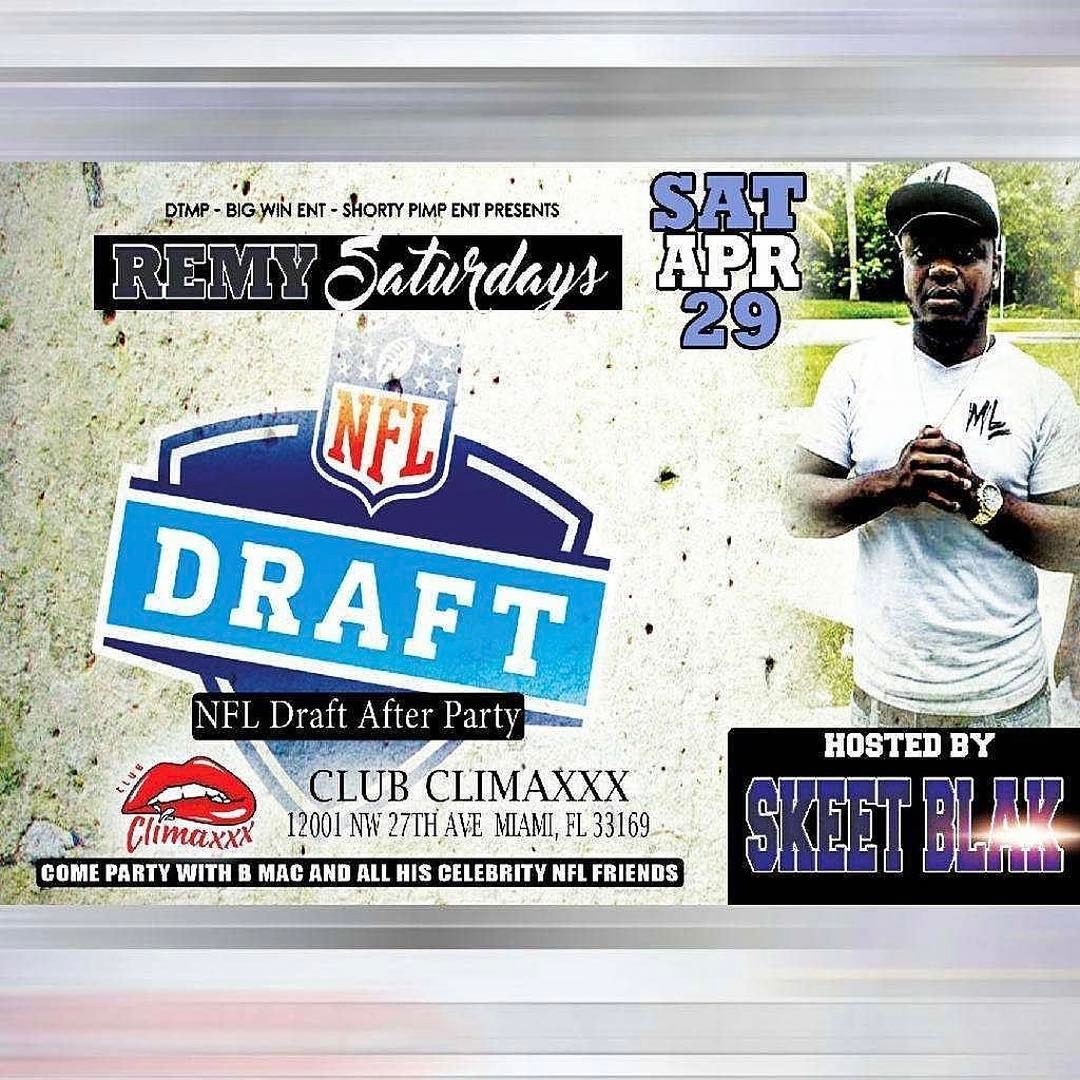 DTMP - BIG WIN ENT - SHORTY PIMP ENT PRESENTS
REMY Saturdays
SAT
APR
29
NFL
DRAFT
ML
NFL Draft After Party
CLUB
Climaxxx
CLUB CLIMAXXX
12001 NW 27TH AVE MIAMI, FL 33169
COME PARTY WITH B MAC AND ALL HIS CELEBRITY NFL FRIENDS
HOSTED BY
SKEET BLAK